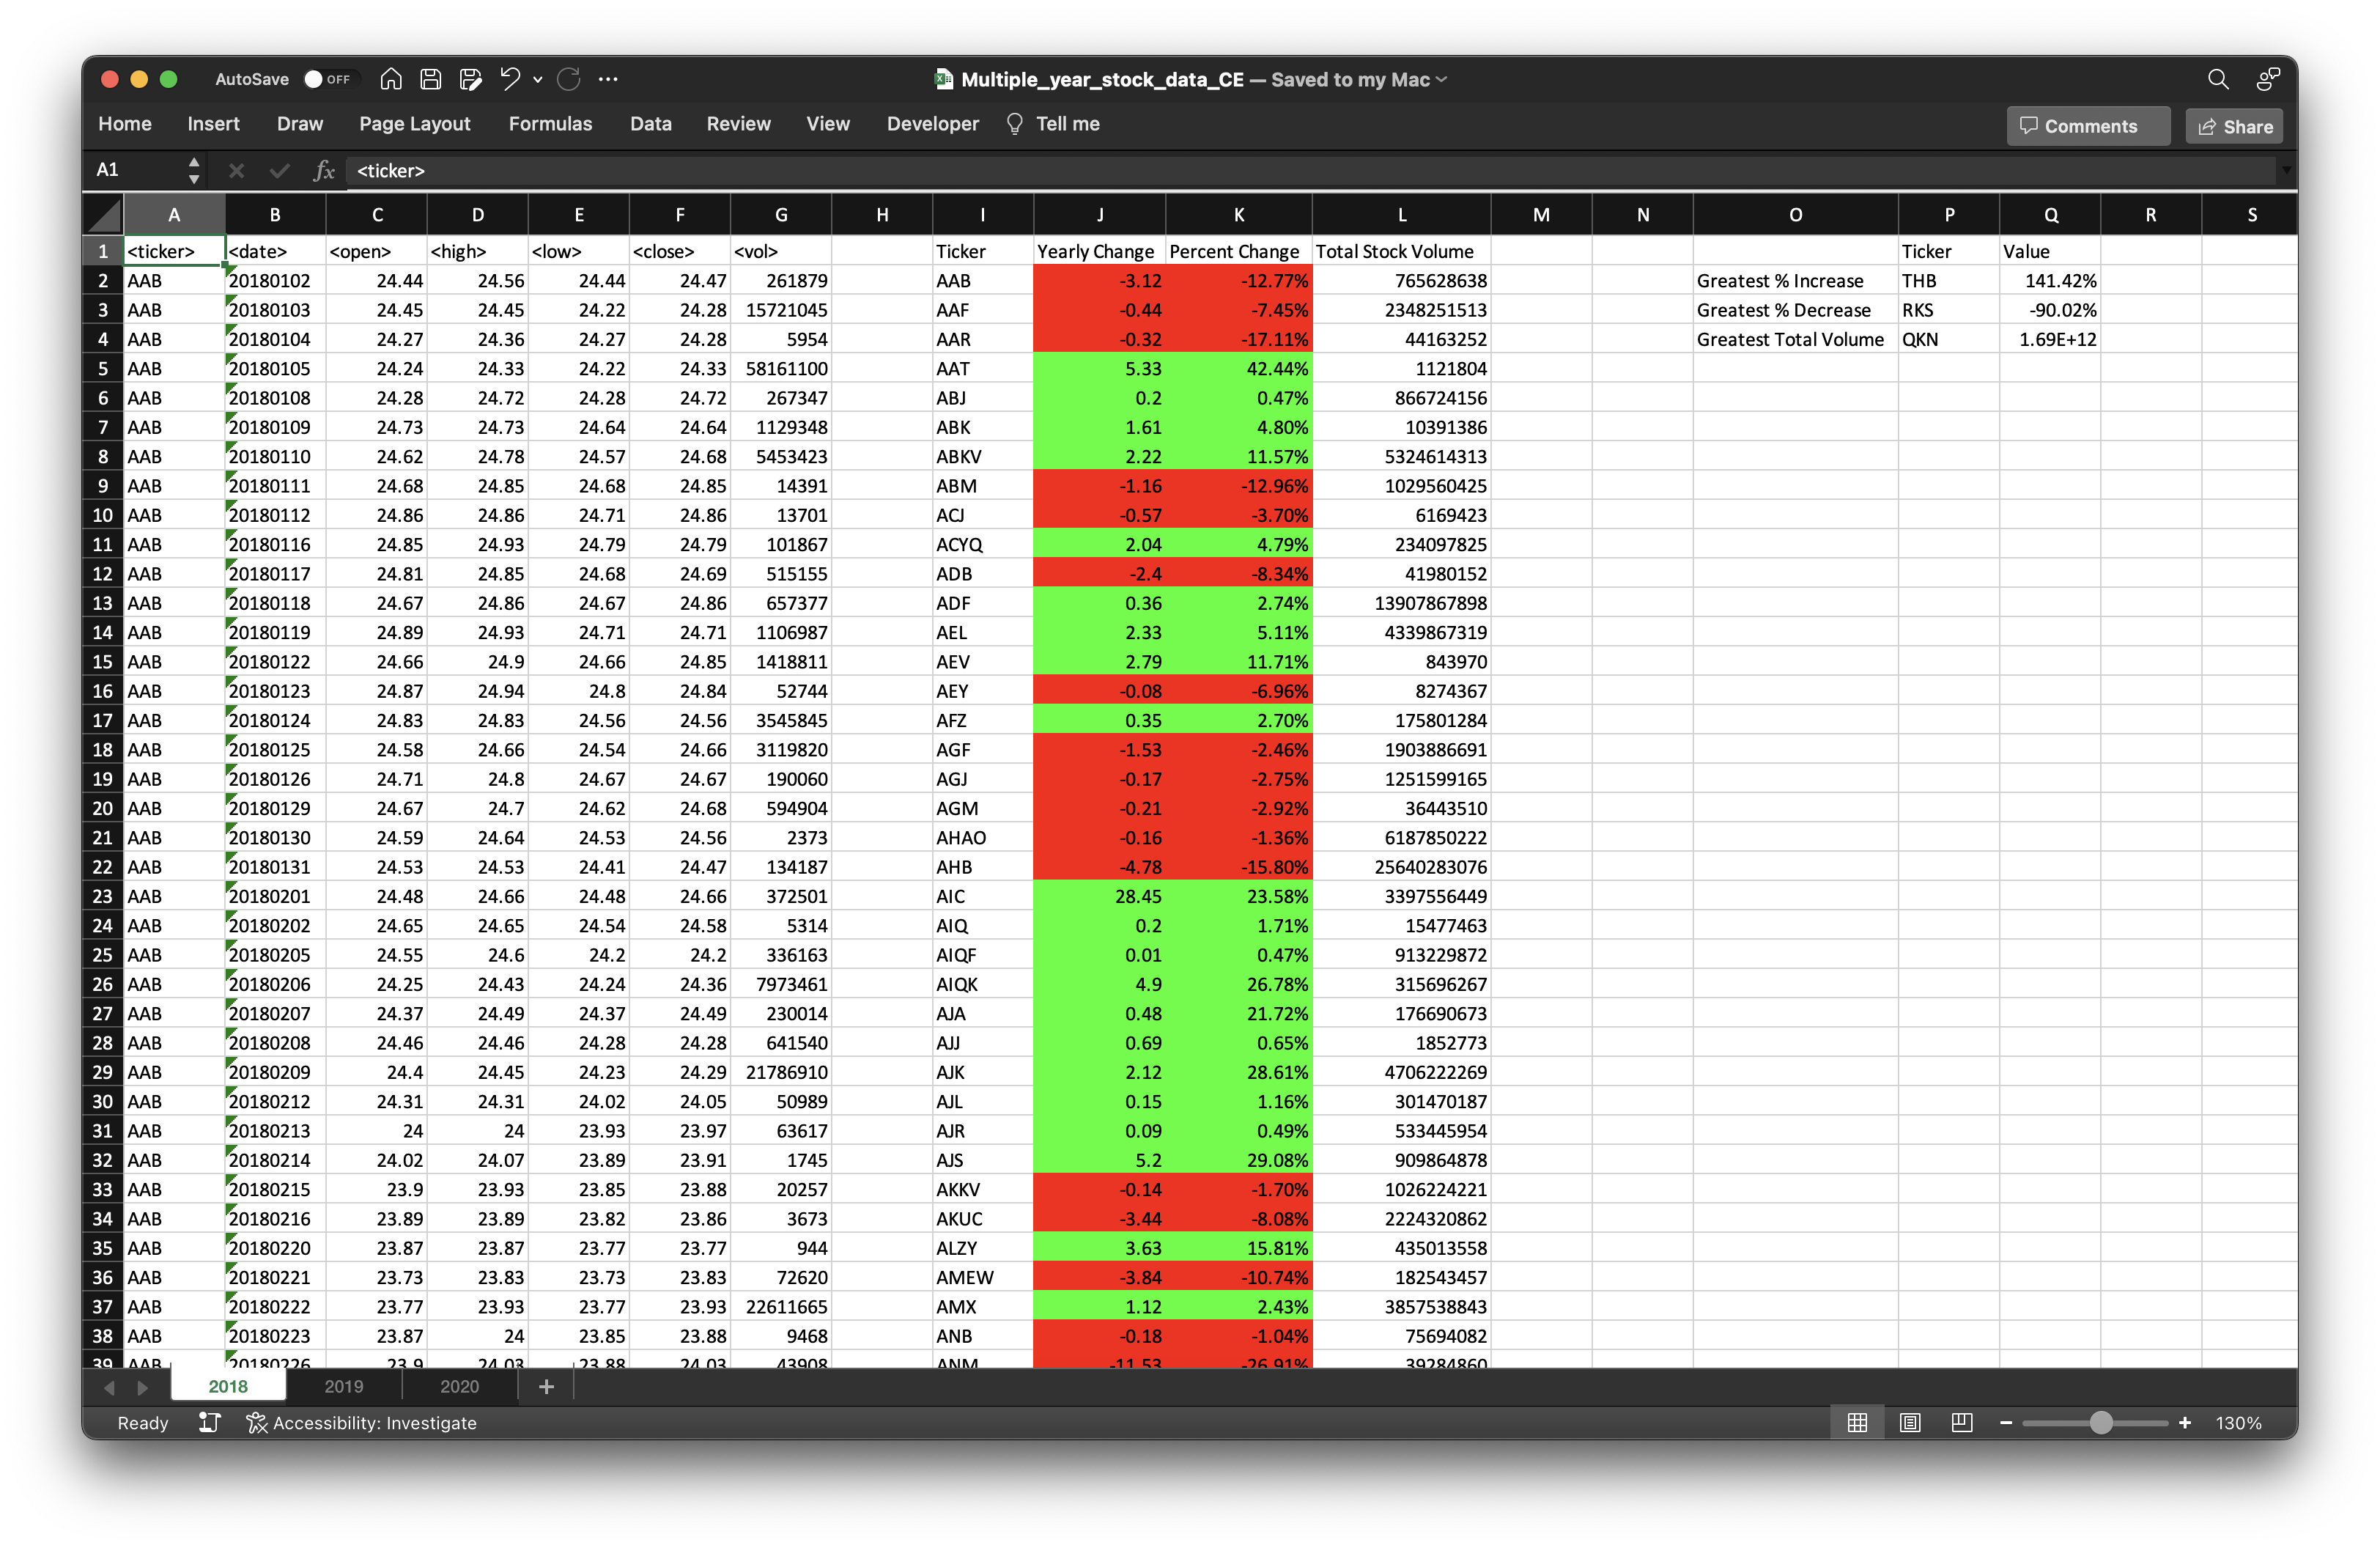 AutoSave OFF Multiple_year_stock_data_CE — Saved to my Mac
Home Insert Draw Page Layout Formulas Data Review View Developer Tell me Comments Share
A1 fx <ticker>
A B C D E F G H I J K L M N O P Q R S
1 <ticker> <date> <open> <high> <low> <close> <vol> Ticker Yearly Change Percent Change Total Stock Volume Ticker Value
2 AAB 20180102 24.44 24.56 24.44 24.47 261879 AAB -3.12 -12.77% 765628638 Greatest % Increase THB 141.42%
3 AAB 20180103 24.45 24.45 24.22 24.28 15721045 AAF -0.44 -7.45% 2348251513 Greatest % Decrease RKS -90.02%
4 AAB 20180104 24.27 24.36 24.27 24.28 5954 AAR -0.32 -17.11% 44163252 Greatest Total Volume QKN 1.69E+12
5 AAB 20180105 24.24 24.33 24.22 24.33 58161100 AAT 5.33 42.44% 1121804
6 AAB 20180108 24.28 24.72 24.28 24.72 267347 ABJ 0.2 0.47% 866724156
7 AAB 20180109 24.73 24.73 24.64 24.64 1129348 ABK 1.61 4.80% 10391386
8 AAB 20180110 24.62 24.78 24.57 24.68 5453423 ABKV 2.22 11.57% 5324614313
9 AAB 20180111 24.68 24.85 24.68 24.85 14391 ABM -1.16 -12.96% 1029560425
10 AAB 20180112 24.86 24.86 24.71 24.86 13701 ACJ -0.57 -3.70% 6169423
11 AAB 20180116 24.85 24.93 24.79 24.79 101867 ACYQ 2.04 4.79% 234097825
12 AAB 20180117 24.81 24.85 24.68 24.69 515155 ADB -2.4 -8.34% 41980152
13 AAB 20180118 24.67 24.86 24.67 24.86 657377 ADF 0.36 2.74% 13907867898
14 AAB 20180119 24.89 24.93 24.71 24.71 1106987 AEL 2.33 5.11% 4339867319
15 AAB 20180122 24.66 24.9 24.66 24.85 1418811 AEV 2.79 11.71% 843970
16 AAB 20180123 24.87 24.94 24.8 24.84 52744 AEY -0.08 -6.96% 8274367
17 AAB 20180124 24.83 24.83 24.56 24.56 3545845 AFZ 0.35 2.70% 175801284
18 AAB 20180125 24.58 24.66 24.54 24.66 3119820 AGF -1.53 -2.46% 1903886691
19 AAB 20180126 24.71 24.8 24.67 24.67 190060 AGJ -0.17 -2.75% 1251599165
20 AAB 20180129 24.67 24.7 24.62 24.68 594904 AGM -0.21 -2.92% 36443510
21 AAB 20180130 24.59 24.64 24.53 24.56 2373 AHAO -0.16 -1.36% 6187850222
22 AAB 20180131 24.53 24.53 24.41 24.47 134187 AHB -4.78 -15.80% 25640283076
23 AAB 20180201 24.48 24.66 24.48 24.66 372501 AIC 28.45 23.58% 3397556449
24 AAB 20180202 24.65 24.65 24.54 24.58 5314 AIQ 0.2 1.71% 15477463
25 AAB 20180205 24.55 24.6 24.2 24.2 336163 AIQF 0.01 0.47% 913229872
26 AAB 20180206 24.25 24.43 24.24 24.36 7973461 AIQK 4.9 26.78% 315696267
27 AAB 20180207 24.37 24.49 24.37 24.49 230014 AJA 0.48 21.72% 176690673
28 AAB 20180208 24.46 24.46 24.28 24.28 641540 AJJ 0.69 0.65% 1852773
29 AAB 20180209 24.4 24.45 24.23 24.29 21786910 AJK 2.12 28.61% 4706222269
30 AAB 20180212 24.31 24.31 24.02 24.05 50989 AJL 0.15 1.16% 301470187
31 AAB 20180213 24 24 23.93 23.97 63617 AJR 0.09 0.49% 533445954
32 AAB 20180214 24.02 24.07 23.89 23.91 1745 AJS 5.2 29.08% 909864878
33 AAB 20180215 23.9 23.93 23.85 23.88 20257 AKKV -0.14 -1.70% 1026224221
34 AAB 20180216 23.89 23.89 23.82 23.86 3673 AKUC -3.44 -8.08% 2224320862
35 AAB 20180220 23.87 23.87 23.77 23.77 944 ALZY 3.63 15.81% 435013558
36 AAB 20180221 23.73 23.83 23.73 23.83 72620 AMEW -3.84 -10.74% 182543457
37 AAB 20180222 23.77 23.93 23.77 23.93 22611665 AMX 1.12 2.43% 3857538843
38 AAB 20180223 23.87 24 23.85 23.88 9468 ANB -0.18 -1.04% 75694082
39 AAB 20180226 23.9 24.03 23.88 24.03 43908 ANM -11.53 -26.91% 39284860
2018 2019 2020
Ready Accessibility: Investigate 130%